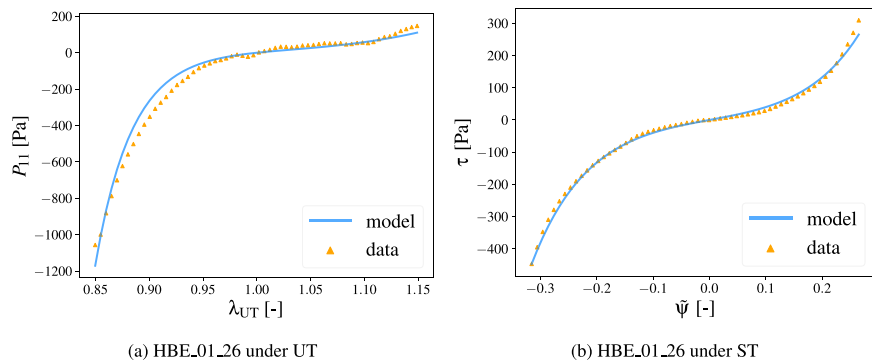 200
0
−200
−400
−600
−800
−1000
−1200
P₁₁ [Pa]
0.85 0.90 0.95 1.00 1.05 1.10 1.15
λ_UT [-]
model
data
(a) HBE_01_26 under UT
300
200
100
0
−100
−200
−300
−400
τ [Pa]
−0.3 −0.2 −0.1 0.0 0.1 0.2
ψ̃ [-]
model
data
(b) HBE_01_26 under ST